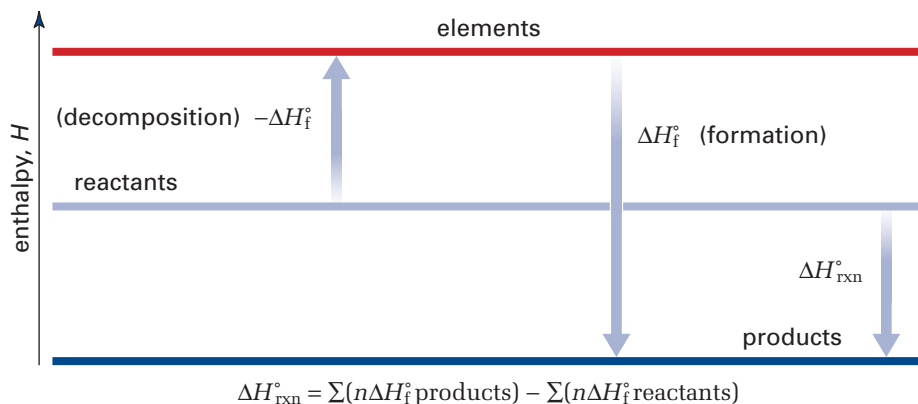 elements
(decomposition) −ΔH°f
ΔH°f (formation)
reactants
enthalpy, H
ΔH°rxn
products
ΔH°rxn = ∑(nΔH°f products) − ∑(nΔH°f reactants)